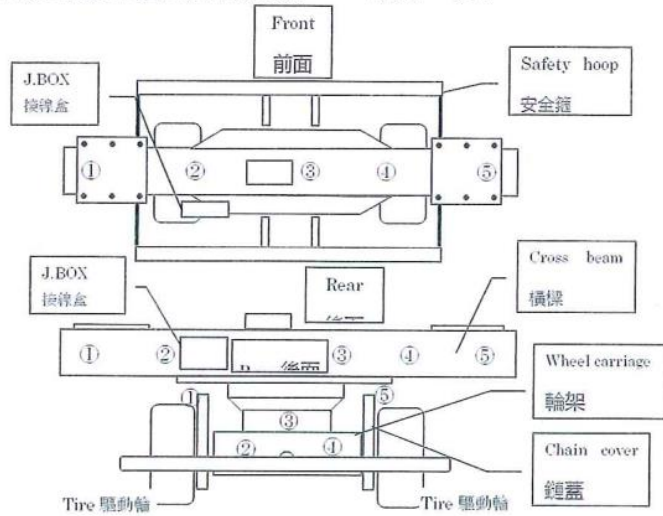 Front
前面
J.BOX
接線盒
Safety hoop
安全箍
① ② ③ ④ ⑤
J.BOX
接線盒
Rear
Cross beam
橫樑
① ② 後面 ③ ④ ⑤
Wheel carriage
輪架
① ⑤
③
② ④
Chain cover
鏈蓋
Tire 驅動輪 Tire 驅動輪